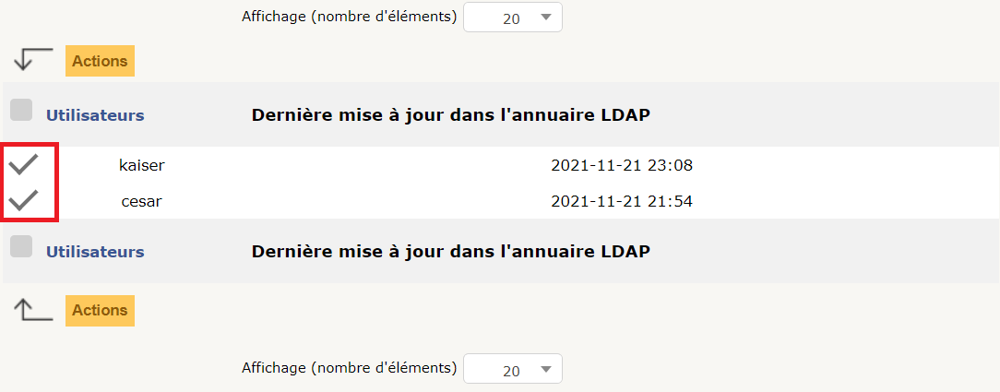 Affichage (nombre d'éléments) 20
Actions
Utilisateurs Dernière mise à jour dans l'annuaire LDAP
kaiser 2021-11-21 23:08
cesar 2021-11-21 21:54
Utilisateurs Dernière mise à jour dans l'annuaire LDAP
Actions
Affichage (nombre d'éléments) 20